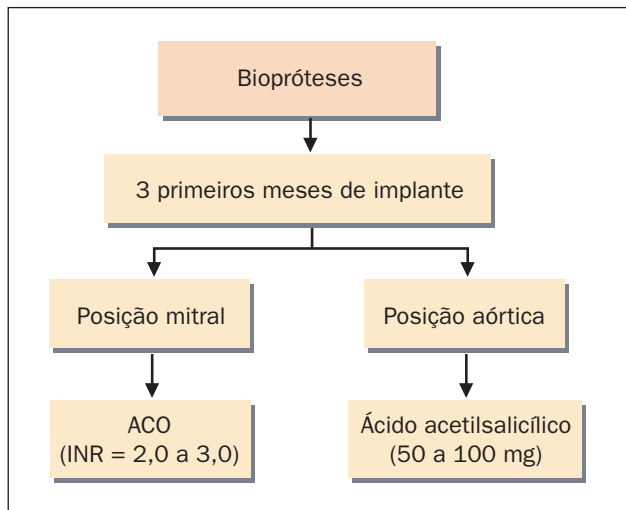 Biopróteses
3 primeiros meses de implante
Posição mitral
Posição aórtica
ACO
(INR = 2,0 a 3,0)
Ácido acetilsalicílico
(50 a 100 mg)